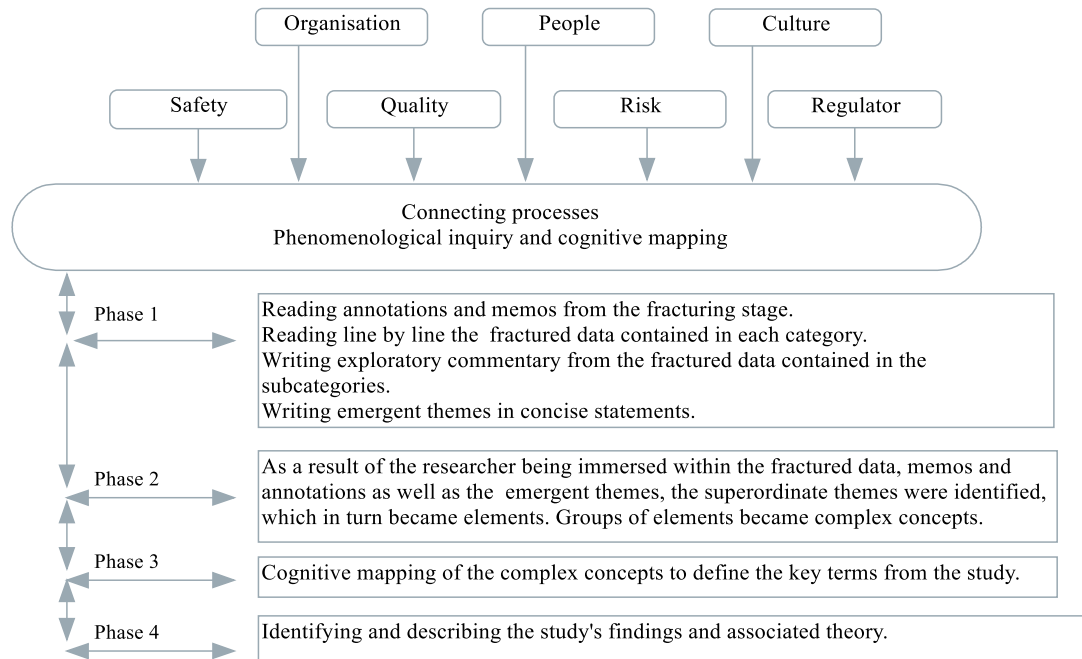 Organisation
People
Culture
Safety
Quality
Risk
Regulator
Connecting processes
Phenomenological inquiry and cognitive mapping
Phase 1
Reading annotations and memos from the fracturing stage.
Reading line by line the  fractured data contained in each category.
Writing exploratory commentary from the fractured data contained in the
subcategories.
Writing emergent themes in concise statements.
Phase 2
As a result of the researcher being immersed within the fractured data, memos and
annotations as well as the  emergent themes, the superordinate themes were identified,
which in turn became elements. Groups of elements became complex concepts.
Phase 3
Cognitive mapping of the complex concepts to define the key terms from the study.
Phase 4
Identifying and describing the study's findings and associated theory.